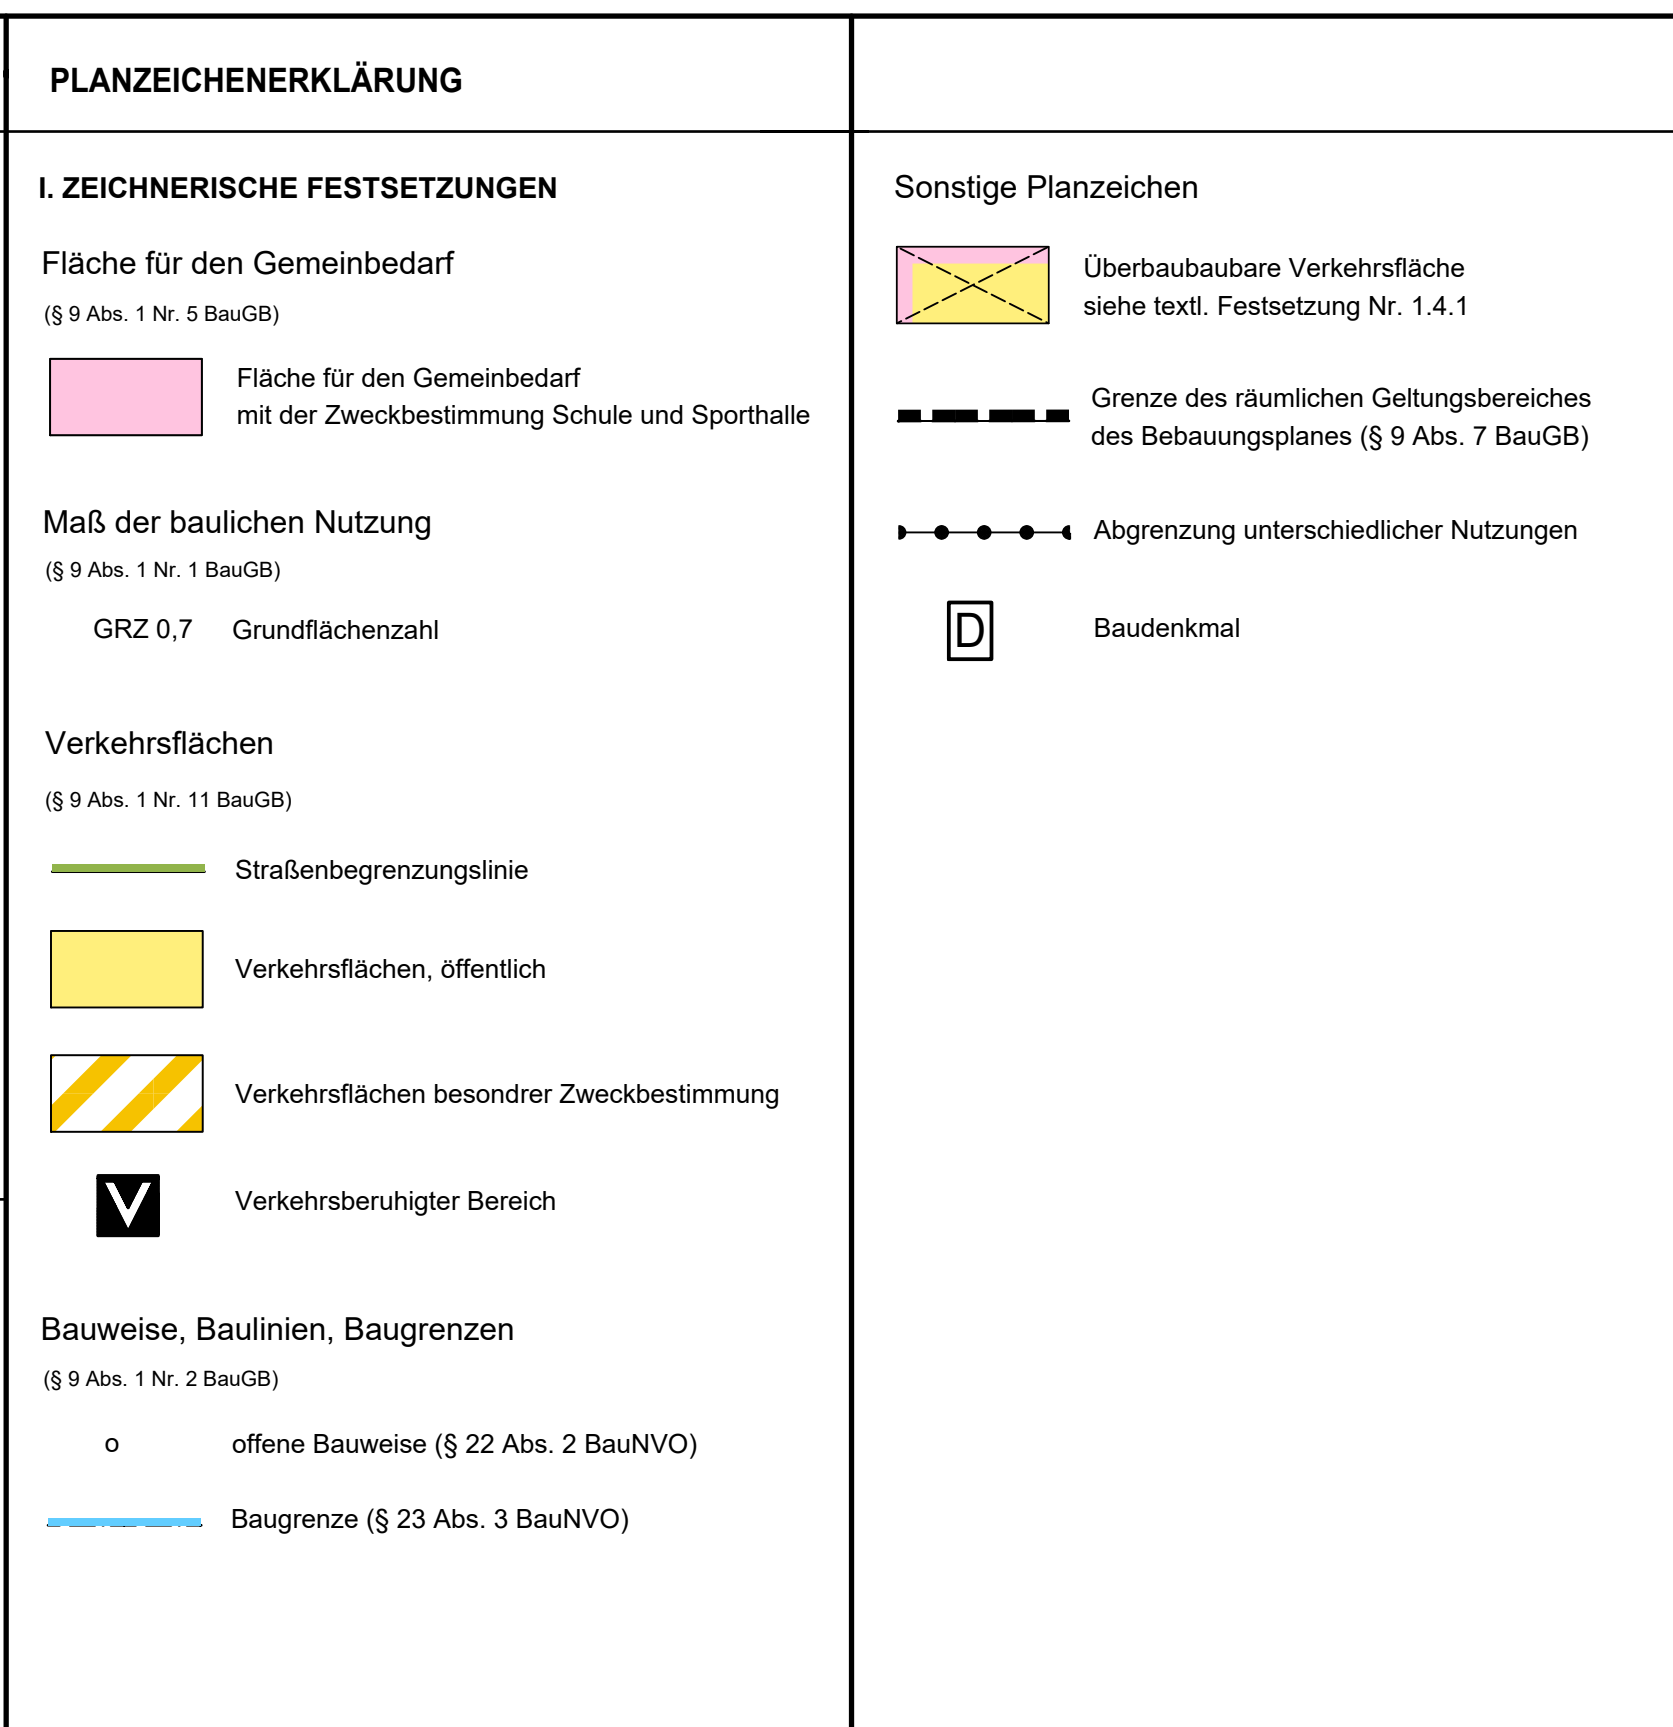 PLANZEICHENERKLÄRUNG
I. ZEICHNERISCHE FESTSETZUNGEN
Fläche für den Gemeinbedarf
(§ 9 Abs. 1 Nr. 5 BauGB)
Fläche für den Gemeinbedarf
mit der Zweckbestimmung Schule und Sporthalle
Maß der baulichen Nutzung
(§ 9 Abs. 1 Nr. 1 BauGB)
GRZ 0,7 Grundflächenzahl
Verkehrsflächen
(§ 9 Abs. 1 Nr. 11 BauGB)
Straßenbegrenzungslinie
Verkehrsflächen, öffentlich
Verkehrsflächen besondrer Zweckbestimmung
V Verkehrsberuhigter Bereich
Bauweise, Baulinien, Baugrenzen
(§ 9 Abs. 1 Nr. 2 BauGB)
o offene Bauweise (§ 22 Abs. 2 BauNVO)
Baugrenze (§ 23 Abs. 3 BauNVO)
Sonstige Planzeichen
Überbaubaubare Verkehrsfläche
siehe textl. Festsetzung Nr. 1.4.1
Grenze des räumlichen Geltungsbereiches
des Bebauungsplanes (§ 9 Abs. 7 BauGB)
Abgrenzung unterschiedlicher Nutzungen
D Baudenkmal